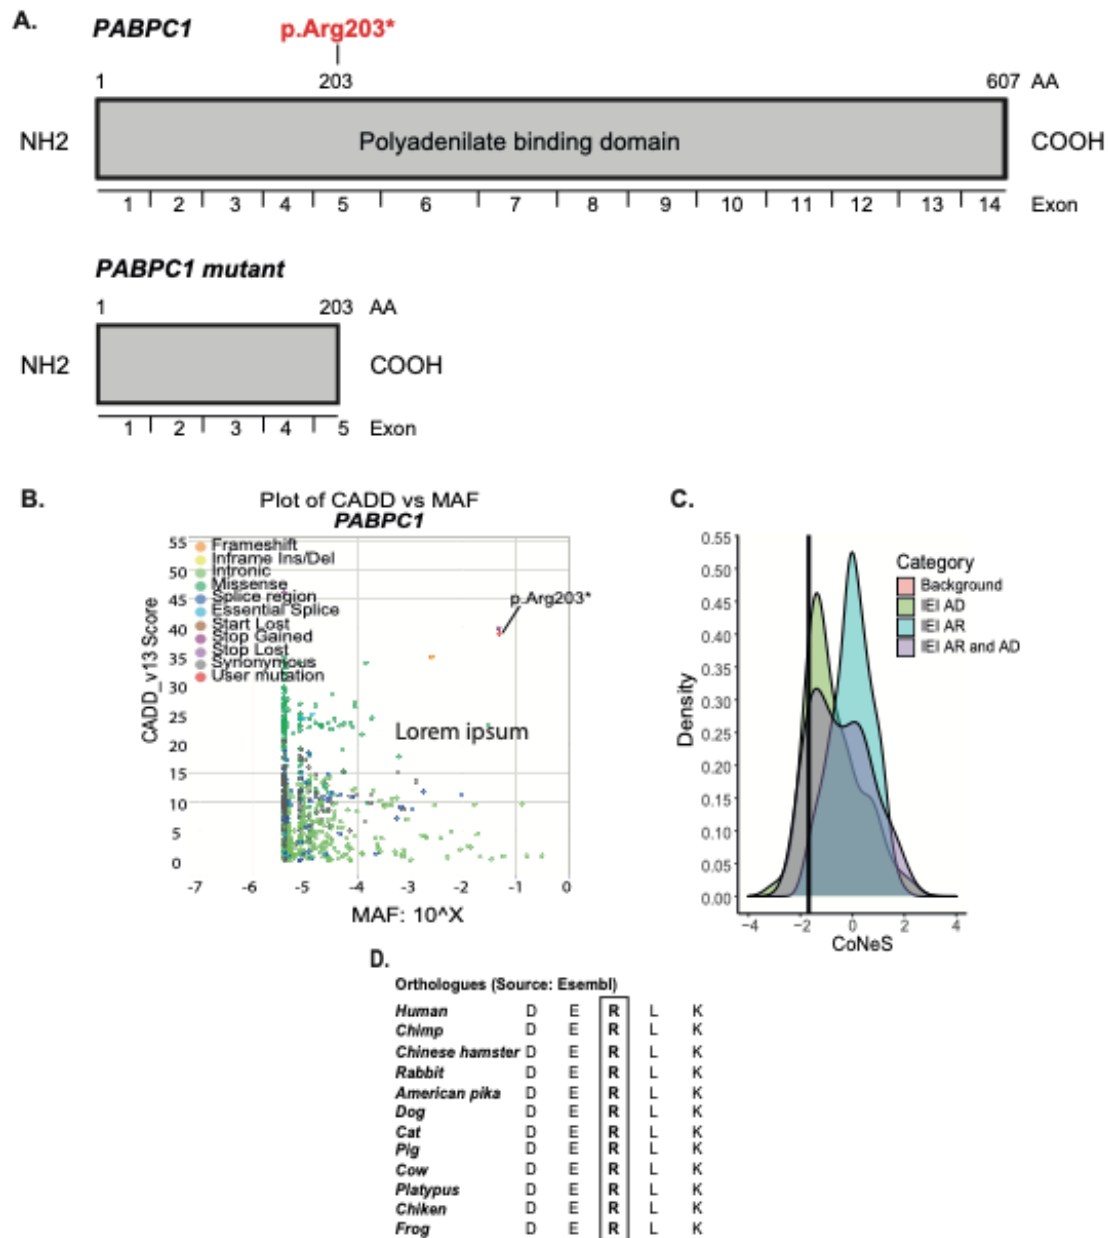 A.
PABPC1 p.Arg203*
1 203 607 AA
NH2 Polyadenilate binding domain COOH
1 2 3 4 5 6 7 8 9 10 11 12 13 14 Exon
PABPC1 mutant
1 203 AA
NH2 COOH
1 2 3 4 5 Exon
B.
Plot of CADD vs MAF
PABPC1
CADD_v13 Score
55
50
45
40
35
30
25
20
15
10
5
0
Frameshift
Inframe Ins/Del
Intronic
Missense
Splice region
Essential Splice
Start Lost
Stop Gained
Stop Lost
Synonymous
User mutation
p.Arg203*
Lorem ipsum
-7 -6 -5 -4 -3 -2 -1 0
MAF: 10^X
C.
Density
0.55
0.50
0.45
0.40
0.35
0.30
0.25
0.20
0.15
0.10
0.05
0.00
Category
Background
IEI AD
IEI AR
IEI AR and AD
−4 −2 0 2 4
CoNeS
D.
Orthologues (Source: Esembl)
Human D E R L K
Chimp D E R L K
Chinese hamster D E R L K
Rabbit D E R L K
American pika D E R L K
Dog D E R L K
Cat D E R L K
Pig D E R L K
Cow D E R L K
Platypus D E R L K
Chiken D E R L K
Frog D E R L K